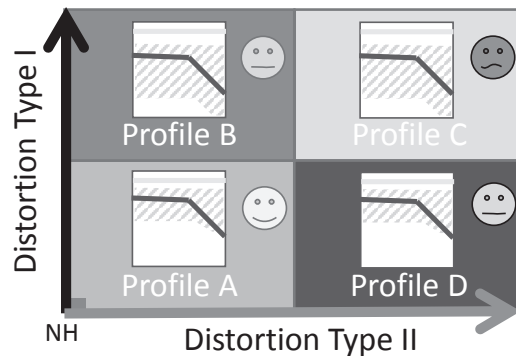 Distortion Type I
Profile B
Profile C
Profile A
Profile D
NH
Distortion Type II